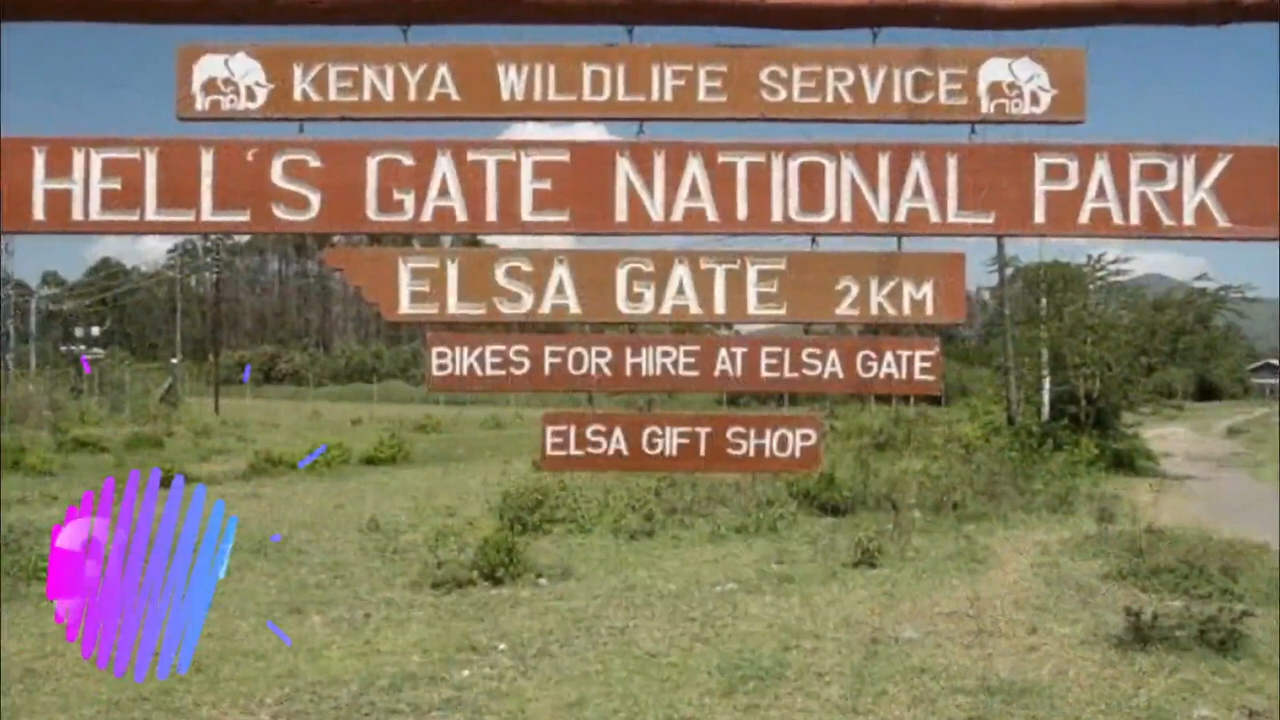 KENYA WILDLIFE SERVICE
HELL'S GATE NATIONAL PARK
ELSA GATE 2KM
BIKES FOR HIRE AT ELSA GATE
ELSA GIFT SHOP